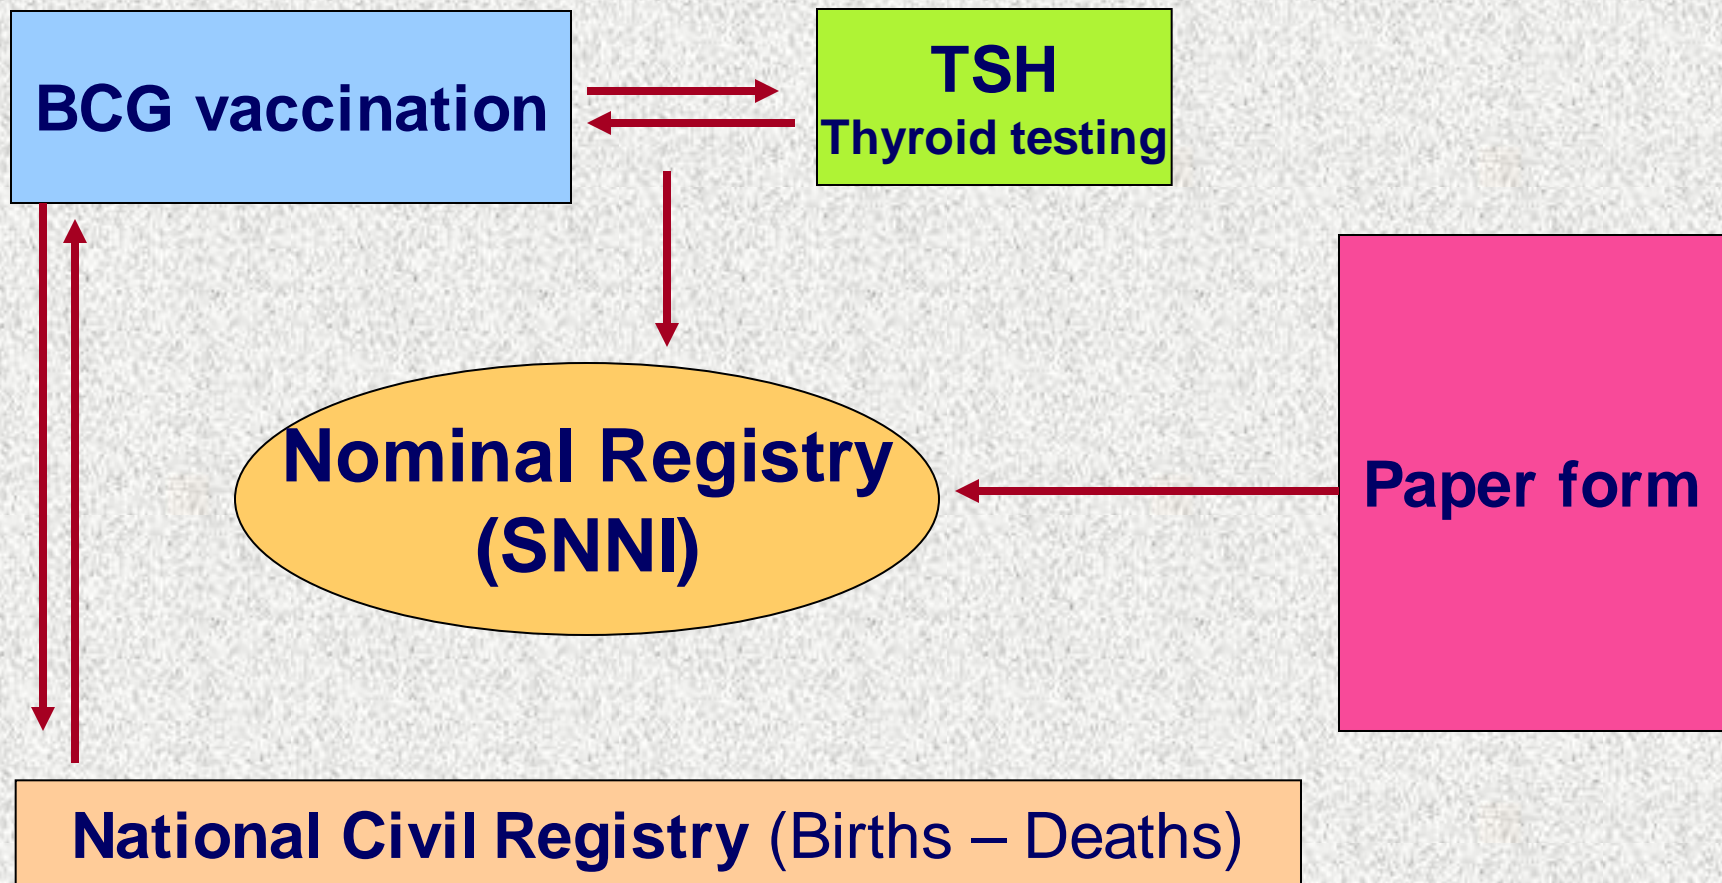 BCG vaccination
TSH
Thyroid testing
Nominal Registry
(SNNI)
Paper form
National Civil Registry (Births – Deaths)